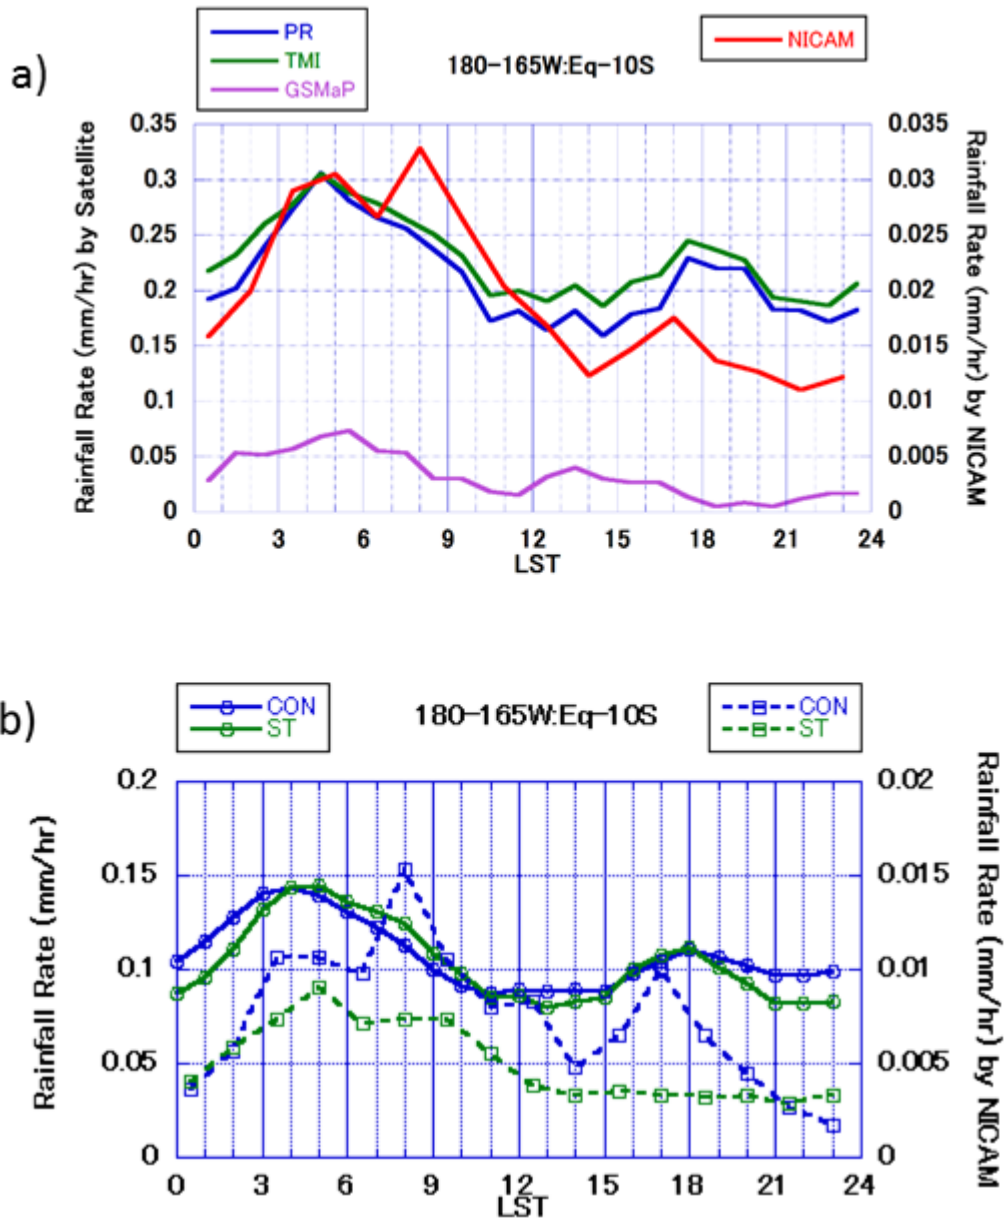 a)
PR
TMI
GSMaP
180-165W:Eq-10S
NICAM
Rainfall Rate (mm/hr) by Satellite
0.35
0.3
0.25
0.2
0.15
0.1
0.05
0
0.035
0.03
0.025
0.02
0.015
0.01
0.005
0
Rainfall Rate (mm/hr) by NICAM
0 3 6 9 12 15 18 21 24
LST
b)
CON
ST
180-165W:Eq-10S
CON
ST
Rainfall Rate (mm/hr)
0.2
0.15
0.1
0.05
0
0.02
0.015
0.01
0.005
0
Rainfall Rate (mm/hr) by NICAM
0 3 6 9 12 15 18 21 24
LST